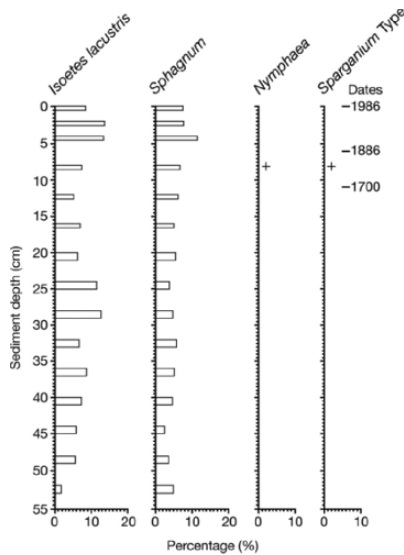 Isoetes lacustris
Sphagnum
Nymphaea
Sparganium Type
Dates
0
5
10
15
20
25
30
35
40
45
50
55
Sediment depth (cm)
+
+
–1986
–1886
–1700
0 10 20
0 10 20
0 10
0 10
Percentage (%)